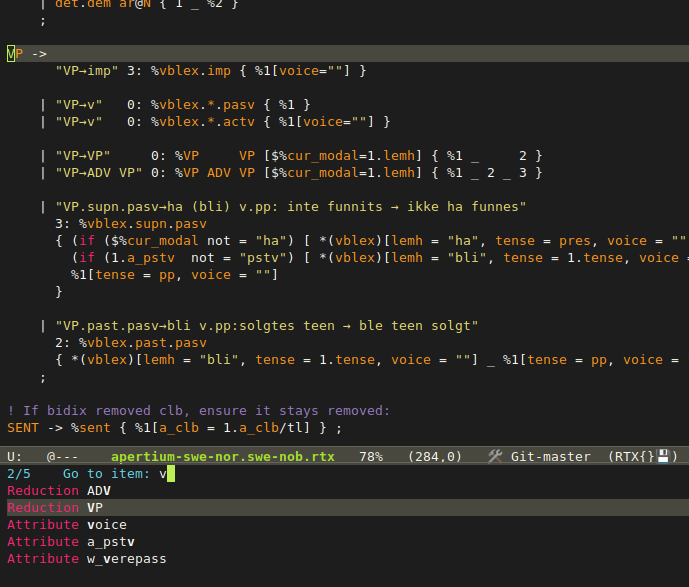 | det.dem ar@N { 1 _ %2 }
;
VP ->
"VP→imp" 3: %vblex.imp { %1[voice=""] }
| "VP→v" 0: %vblex.*.pasv { %1 }
| "VP→v" 0: %vblex.*.actv { %1[voice=""] }
| "VP→VP" 0: %VP VP [$%cur_modal=1.lemh] { %1 _ 2 }
| "VP→ADV VP" 0: %VP ADV VP [$%cur_modal=1.lemh] { %1 _ 2 _ 3 }
| "VP.supn.pasv→ha (bli) v.pp: inte funnits → ikke ha funnes"
3: %vblex.supn.pasv
{ (if ($%cur_modal not = "ha") [ *(vblex)[lemh = "ha", tense = pres, voice = ""
(if (1.a_pstv not = "pstv") [ *(vblex)[lemh = "bli", tense = 1.tense, voice =
%1[tense = pp, voice = ""]
}
| "VP.past.pasv→bli v.pp:solgtes teen → ble teen solgt"
2: %vblex.past.pasv
{ *(vblex)[lemh = "bli", tense = 1.tense, voice = ""] _ %1[tense = pp, voice =
;
! If bidix removed clb, ensure it stays removed:
SENT -> %sent { %1[a_clb = 1.a_clb/tl] } ;
U: @--- apertium-swe-nor.swe-nob.rtx 78% (284,0) 🛠 Git-master (RTX{}💾)
2/5 Go to item: v
Reduction ADV
Reduction VP
Attribute voice
Attribute a_pstv
Attribute w_verepass